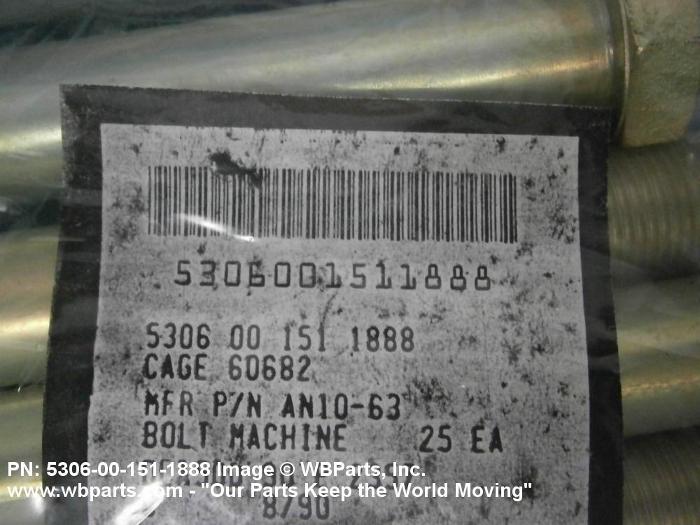 5306001511888
5306 00 151 1888
CAGE 60682
MFR P/N AN10-63
BOLT MACHINE 25 EA
PN: 5306-00-151-1888 Image © WBParts, Inc.
www.wbparts.com - "Our Parts Keep the World Moving"
8/90